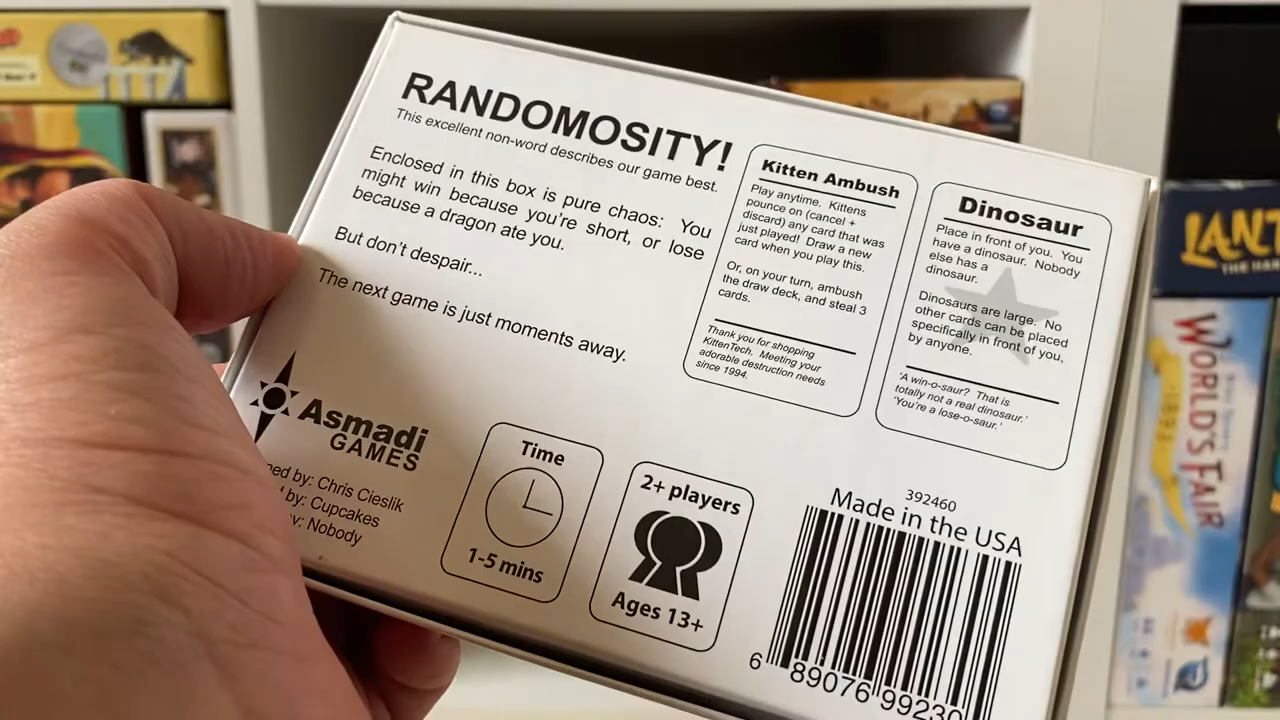 RANDOMOSITY!
This excellent non-word describes our game best.
Enclosed in this box is pure chaos: You
might win because you're short, or lose
because a dragon ate you.
But don't despair...
The next game is just moments away.
Kitten Ambush
Play anytime. Kittens
pounce on (cancel +
discard) any card that was
just played! Draw a new
card when you play this.
Or, on your turn, ambush
the draw deck, and steal 3
cards.
Thank you for shopping
KittenTech. Meeting your
adorable destruction needs
since 1994.
Dinosaur
Place in front of you. You
have a dinosaur. Nobody
else has a
dinosaur.
Dinosaurs are large. No
other cards can be placed
specifically in front of you,
by anyone.
'A win-o-saur? That is
totally not a real dinosaur.'
'You're a lose-o-saur.'
Asmadi
GAMES
ned by: Chris Cieslik
by: Cupcakes
Nobody
Time
1-5 mins
2+ players
Ages 13+
392460
Made in the USA
6 89076 99230
LANT
THE HAR
WORLD'S FAIR
1893